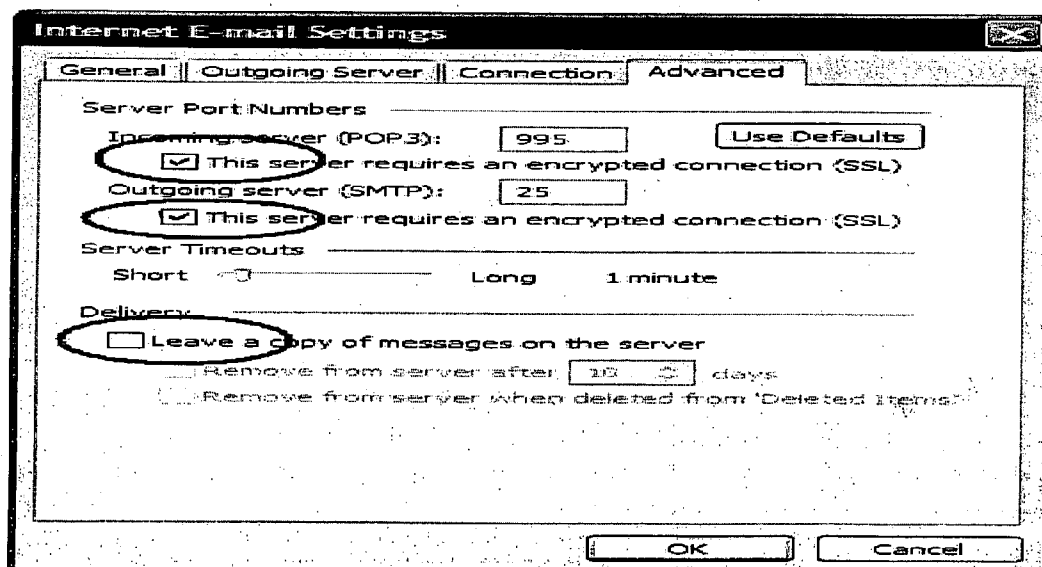 Internet E-mail Settings
General Outgoing Server Connection Advanced
Server Port Numbers
Incoming server (POP3): 995 Use Defaults
This server requires an encrypted connection (SSL)
Outgoing server (SMTP): 25
This server requires an encrypted connection (SSL)
Server Timeouts
Short Long 1 minute
Delivery
Leave a copy of messages on the server
Remove from server after 10 days
Remove from server when deleted from 'Deleted Items'
OK Cancel